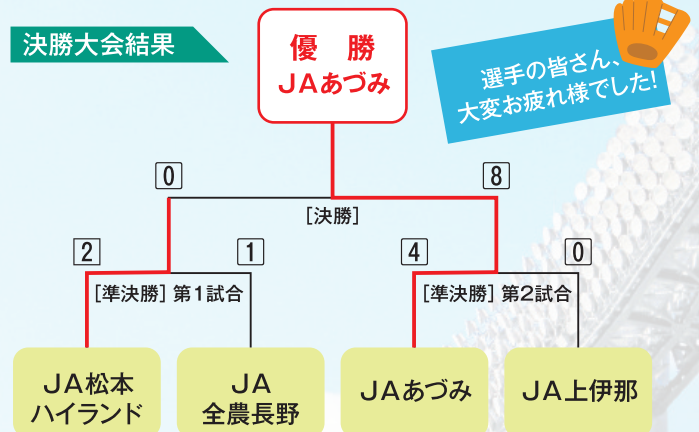 決勝大会結果
優 勝
JAあづみ
選手の皆さん、
大変お疲れ様でした!
0
8
[決勝]
2
1
4
0
[準決勝] 第1試合
[準決勝] 第2試合
JA松本
ハイランド
JA
全農長野
JAあづみ
JA上伊那